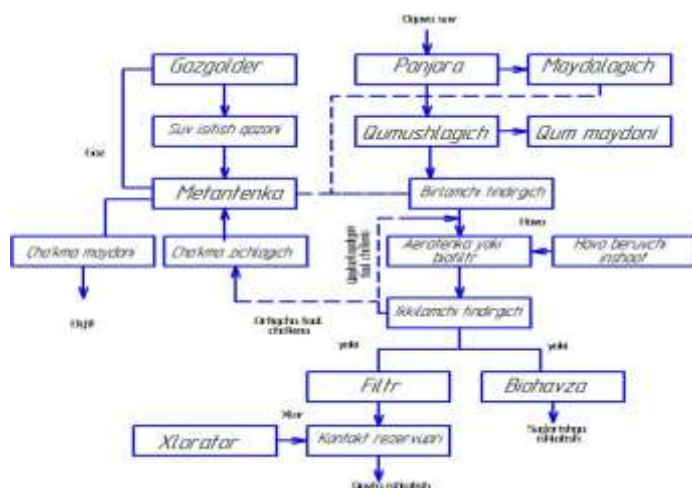 Oqava suv
Gazgolder
Panjara
Maydalagich
Suv isitish qozoni
Qumushlagich
Qum maydoni
Gaz
Metantenka
Birlamchi tindirgich
Havo
Cho'kma maydoni
Cho'kma zichlagich
Aerotenka yoki
biofiltr
Havo beruvchi
inshoot
Ortiqcha faol
cho'kma
Ikkilamchi tindirgich
yoki
yoki
Filtr
Biohavza
Xlor
Xlorator
Kontakt rezervuari